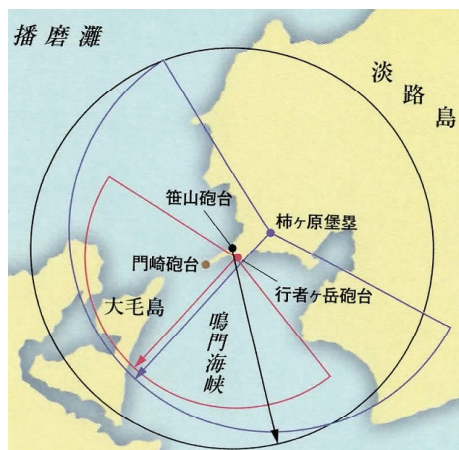 播磨灘
淡路島
笹山砲台
柿ヶ原堡塁
門崎砲台
行者ヶ岳砲台
大毛島
鳴門海峡